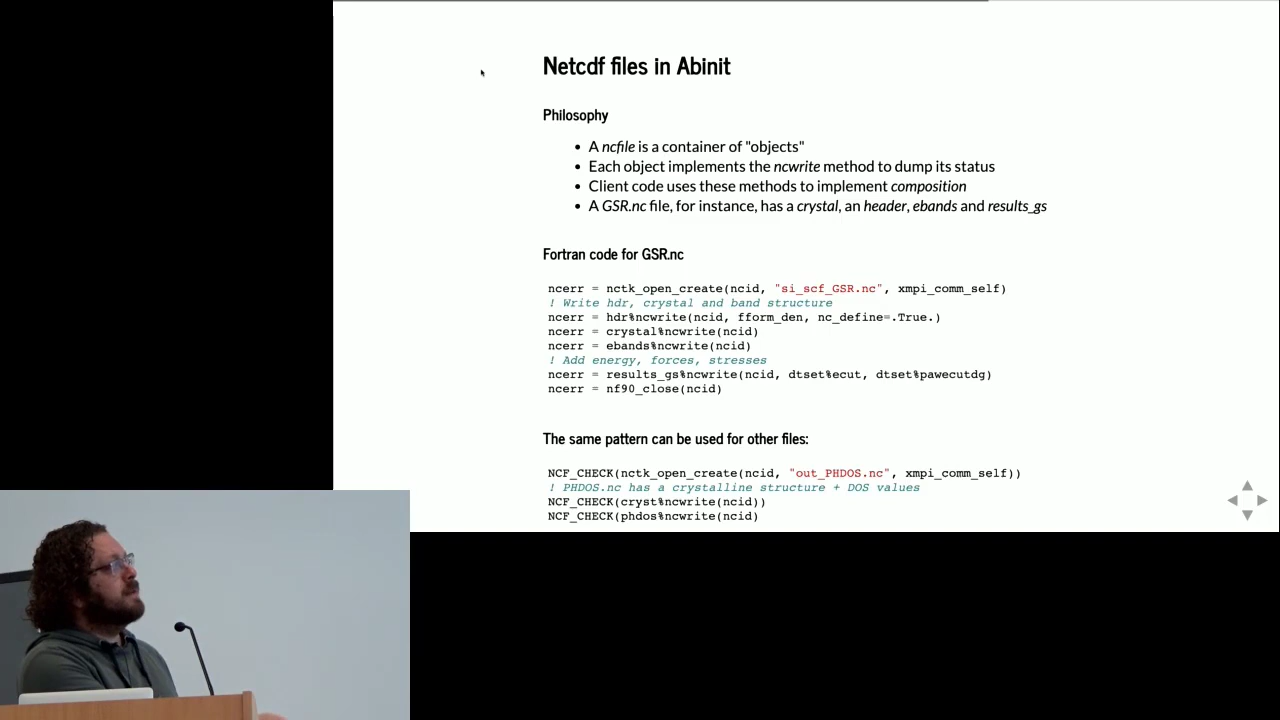 Netcdf files in Abinit
Philosophy
• A ncfile is a container of "objects"
• Each object implements the ncwrite method to dump its status
• Client code uses these methods to implement composition
• A GSR.nc file, for instance, has a crystal, an header, ebands and results_gs
Fortran code for GSR.nc
ncerr = nctk_open_create(ncid, "si_scf_GSR.nc", xmpi_comm_self)
! Write hdr, crystal and band structure
ncerr = hdr%ncwrite(ncid, fform_den, nc_define=.True.)
ncerr = crystal%ncwrite(ncid)
ncerr = ebands%ncwrite(ncid)
! Add energy, forces, stresses
ncerr = results_gs%ncwrite(ncid, dtset%ecut, dtset%pawecutdg)
ncerr = nf90_close(ncid)
The same pattern can be used for other files:
NCF_CHECK(nctk_open_create(ncid, "out_PHDOS.nc", xmpi_comm_self))
! PHDOS.nc has a crystalline structure + DOS values
NCF_CHECK(cryst%ncwrite(ncid))
NCF_CHECK(phdos%ncwrite(ncid)